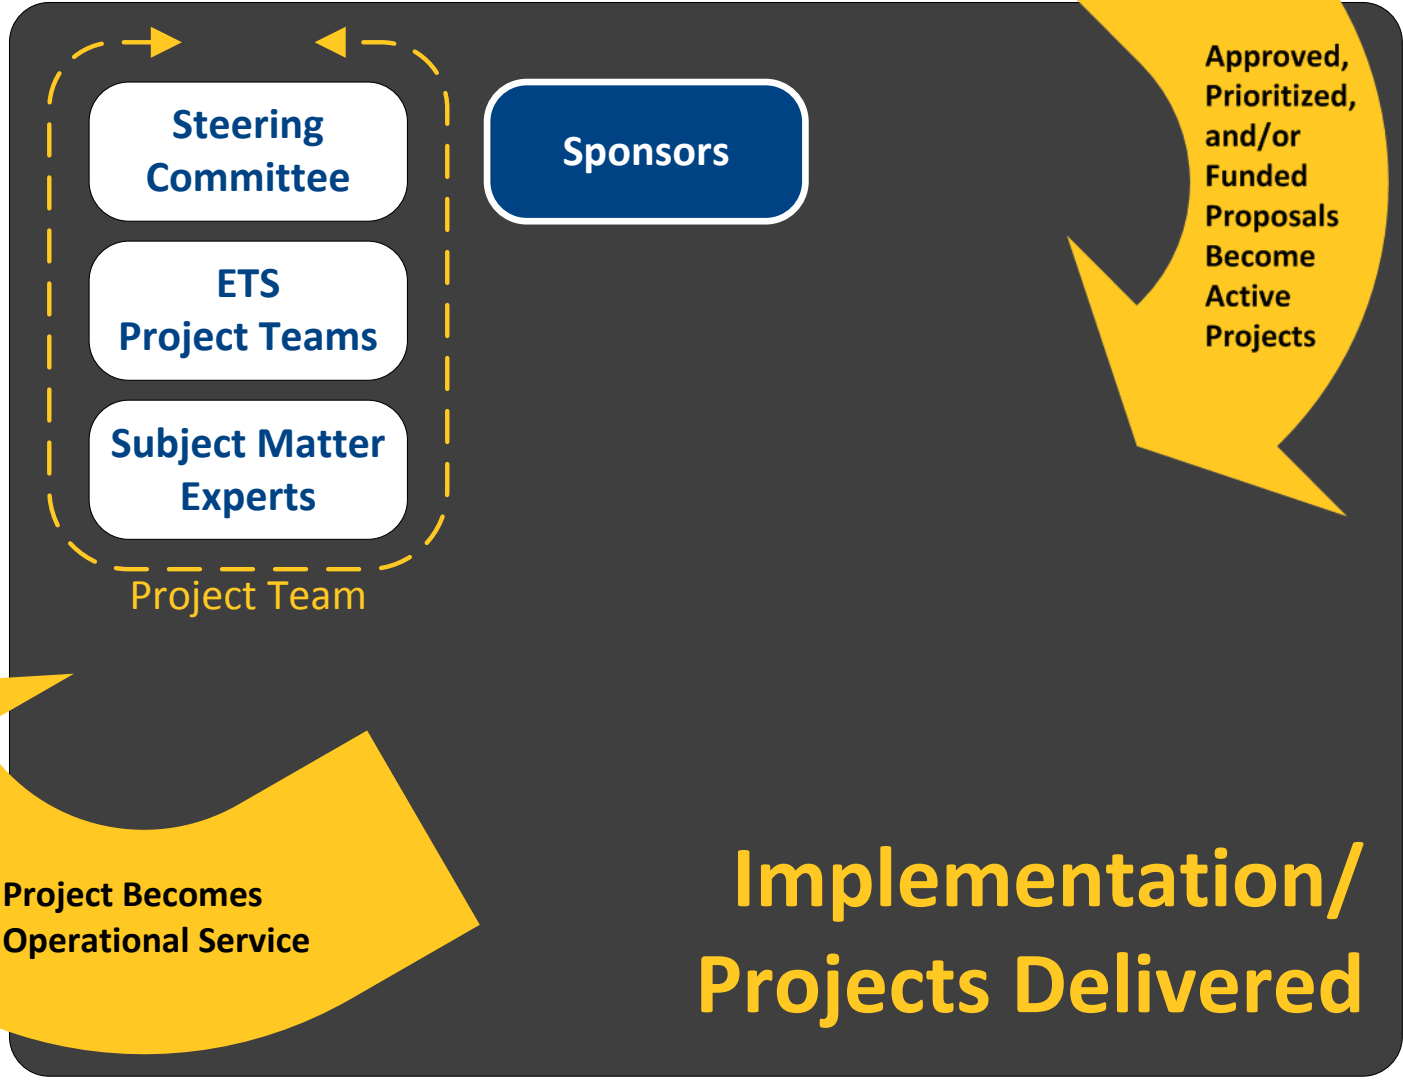 Steering
Committee
ETS
Project Teams
Subject Matter
Experts
Project Team
Sponsors
Approved,
Prioritized,
and/or
Funded
Proposals
Become
Active
Projects
Project Becomes
Operational Service
Implementation/
Projects Delivered